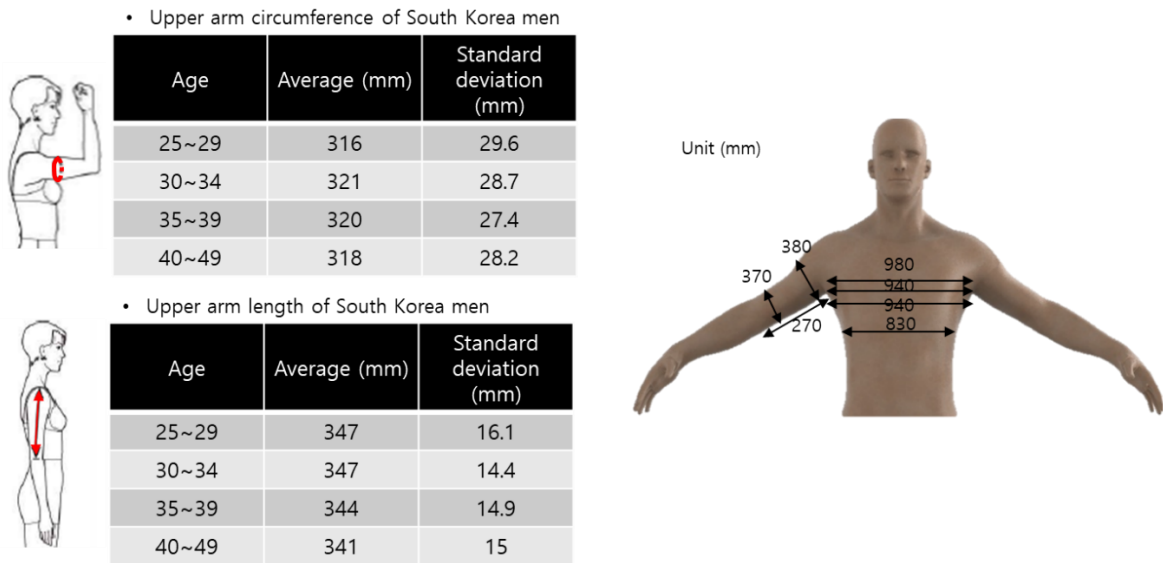 • Upper arm circumference of South Korea men
Age Average (mm) Standard deviation (mm)
25~29 316 29.6
30~34 321 28.7
35~39 320 27.4
40~49 318 28.2
• Upper arm length of South Korea men
Age Average (mm) Standard deviation (mm)
25~29 347 16.1
30~34 347 14.4
35~39 344 14.9
40~49 341 15
Unit (mm)
380
370
270
980
940
940
830